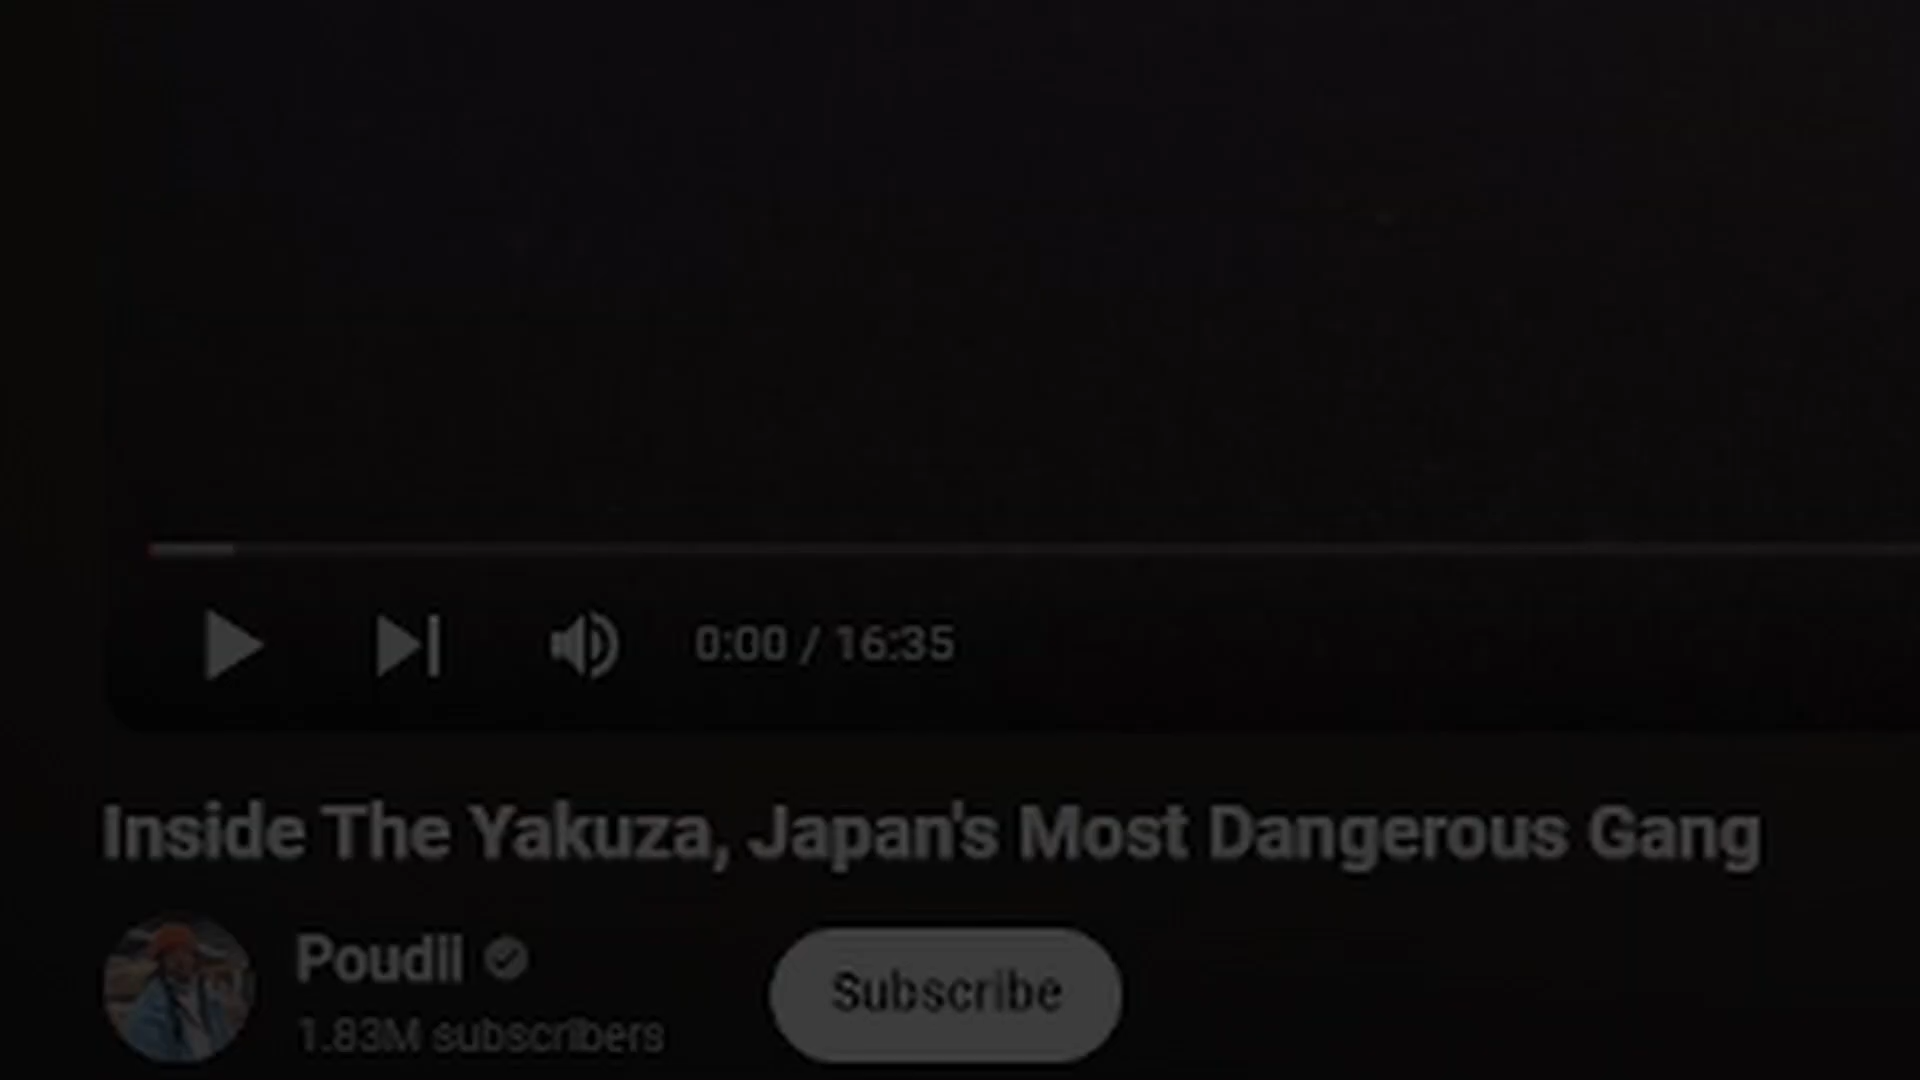 0:00 / 16:35
Inside The Yakuza, Japan's Most Dangerous Gang
Poudii
1.83M subscribers
Subscribe